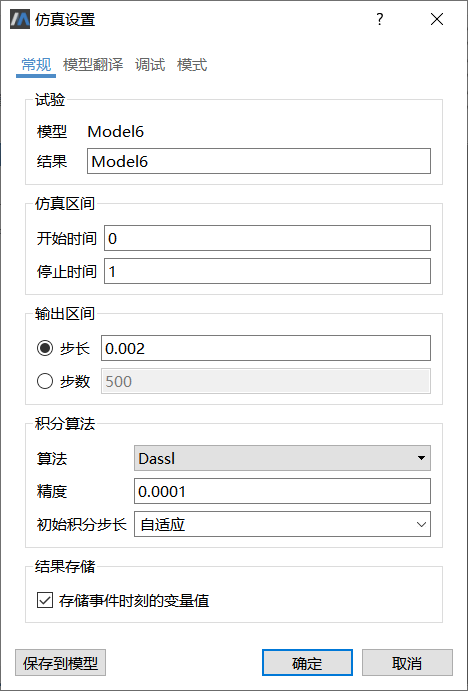 仿真设置
常规 模型翻译 调试 模式
试验
模型 Model6
结果 Model6
仿真区间
开始时间 0
停止时间 1
输出区间
步长 0.002
步数 500
积分算法
算法 Dassl
精度 0.0001
初始积分步长 自适应
结果存储
存储事件时刻的变量值
保存到模型 确定 取消